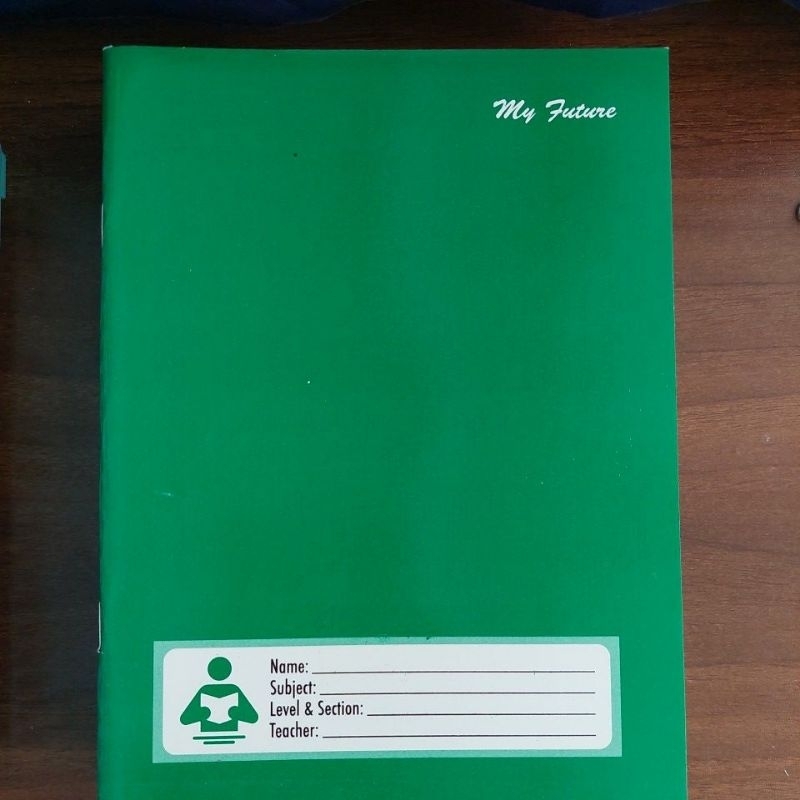 My Future
Name:
Subject:
Level & Section:
Teacher: